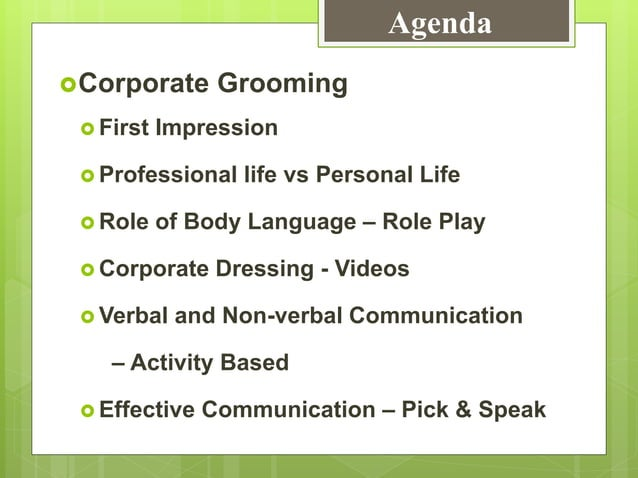 Agenda
Corporate Grooming
First Impression
Professional life vs Personal Life
Role of Body Language – Role Play
Corporate Dressing - Videos
Verbal and Non-verbal Communication
– Activity Based
Effective Communication – Pick & Speak